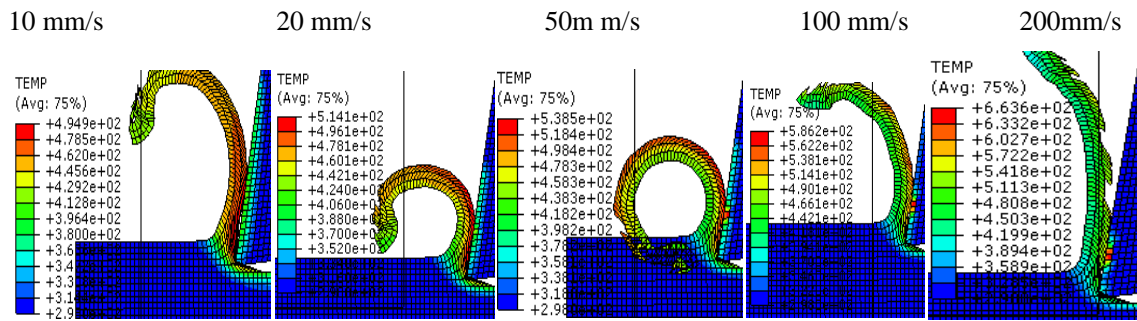 10 mm/s
20 mm/s
50m m/s
100 mm/s
200mm/s
TEMP
(Avg: 75%)
+4.949e+02
+4.785e+02
+4.620e+02
+4.456e+02
+4.292e+02
+4.128e+02
+3.964e+02
+3.800e+02
TEMP
(Avg: 75%)
+5.141e+02
+4.961e+02
+4.781e+02
+4.601e+02
+4.421e+02
+4.240e+02
+4.060e+02
+3.880e+02
+3.700e+02
+3.520e+02
TEMP
(Avg: 75%)
+5.385e+02
+5.184e+02
+4.984e+02
+4.783e+02
+4.583e+02
+4.383e+02
+4.182e+02
TEMP
(Avg: 75%)
+5.862e+02
+5.622e+02
+5.381e+02
+5.141e+02
+4.901e+02
+4.661e+02
+4.421e+02
TEMP
(Avg: 75%)
+6.636e+02
+6.332e+02
+6.027e+02
+5.722e+02
+5.418e+02
+5.113e+02
+4.808e+02
+4.503e+02
+4.199e+02
+3.894e+02
+3.589e+02